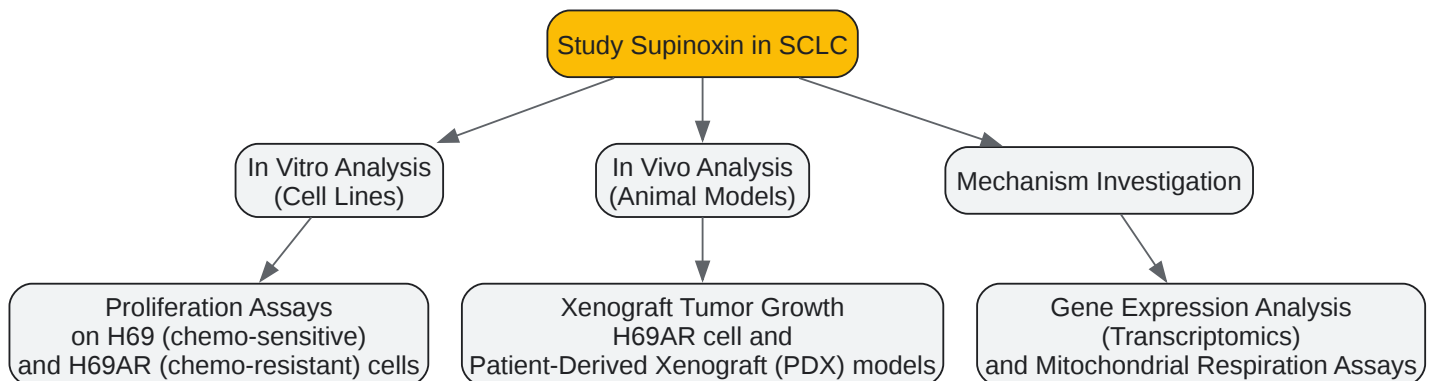 Study Supinoxin in SCLC
In Vitro Analysis
(Cell Lines)
In Vivo Analysis
(Animal Models)
Mechanism Investigation
Proliferation Assays
on H69 (chemo-sensitive)
and H69AR (chemo-resistant) cells
Xenograft Tumor Growth
H69AR cell and
Patient-Derived Xenograft (PDX) models
Gene Expression Analysis
(Transcriptomics)
and Mitochondrial Respiration Assays